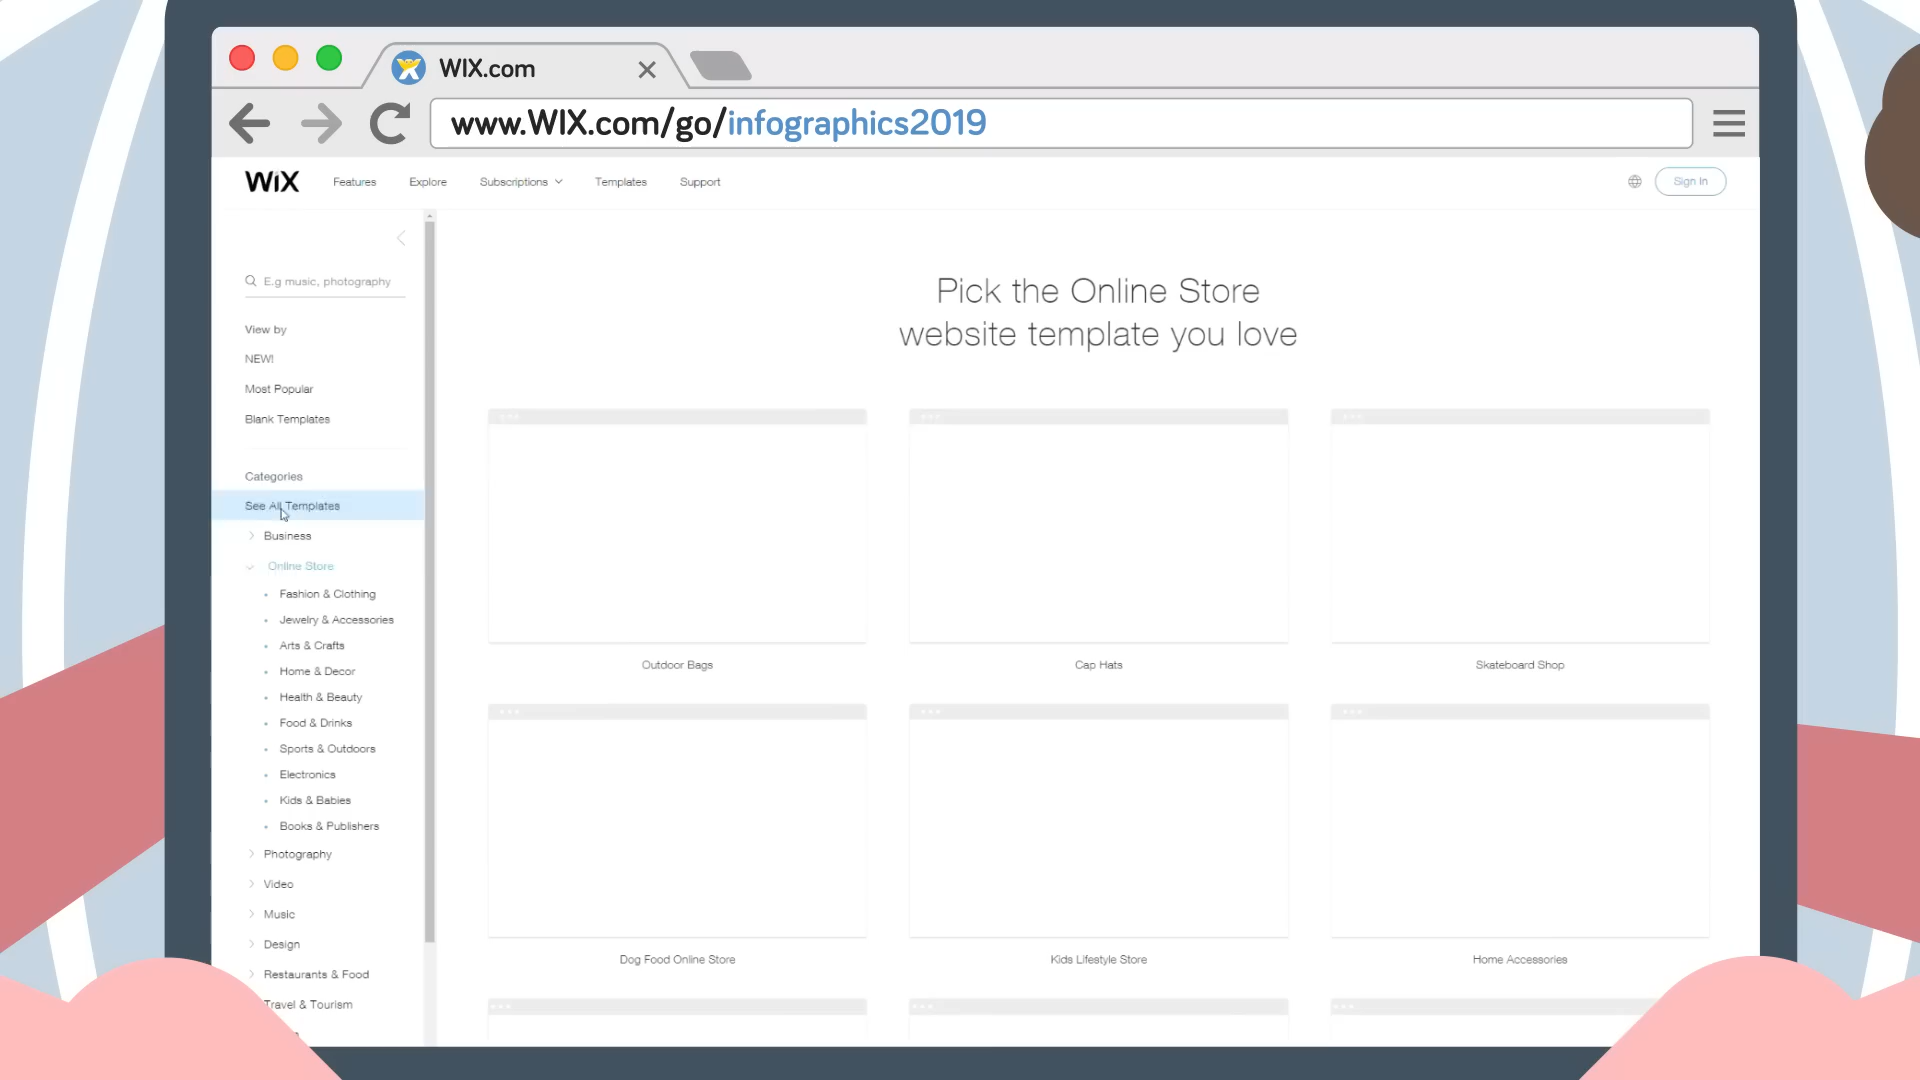 WIX.com
www.WIX.com/go/infographics2019
WiX Features Explore Subscriptions Templates Support Sign In
E.g music, photography
View by
NEW!
Most Popular
Blank Templates
Categories
See All Templates
Business
Online Store
Fashion & Clothing
Jewelry & Accessories
Arts & Crafts
Home & Decor
Health & Beauty
Food & Drinks
Sports & Outdoors
Electronics
Kids & Babies
Books & Publishers
Photography
Video
Music
Design
Restaurants & Food
Travel & Tourism
Pick the Online Store
website template you love
Outdoor Bags
Cap Hats
Skateboard Shop
Dog Food Online Store
Kids Lifestyle Store
Home Accessories